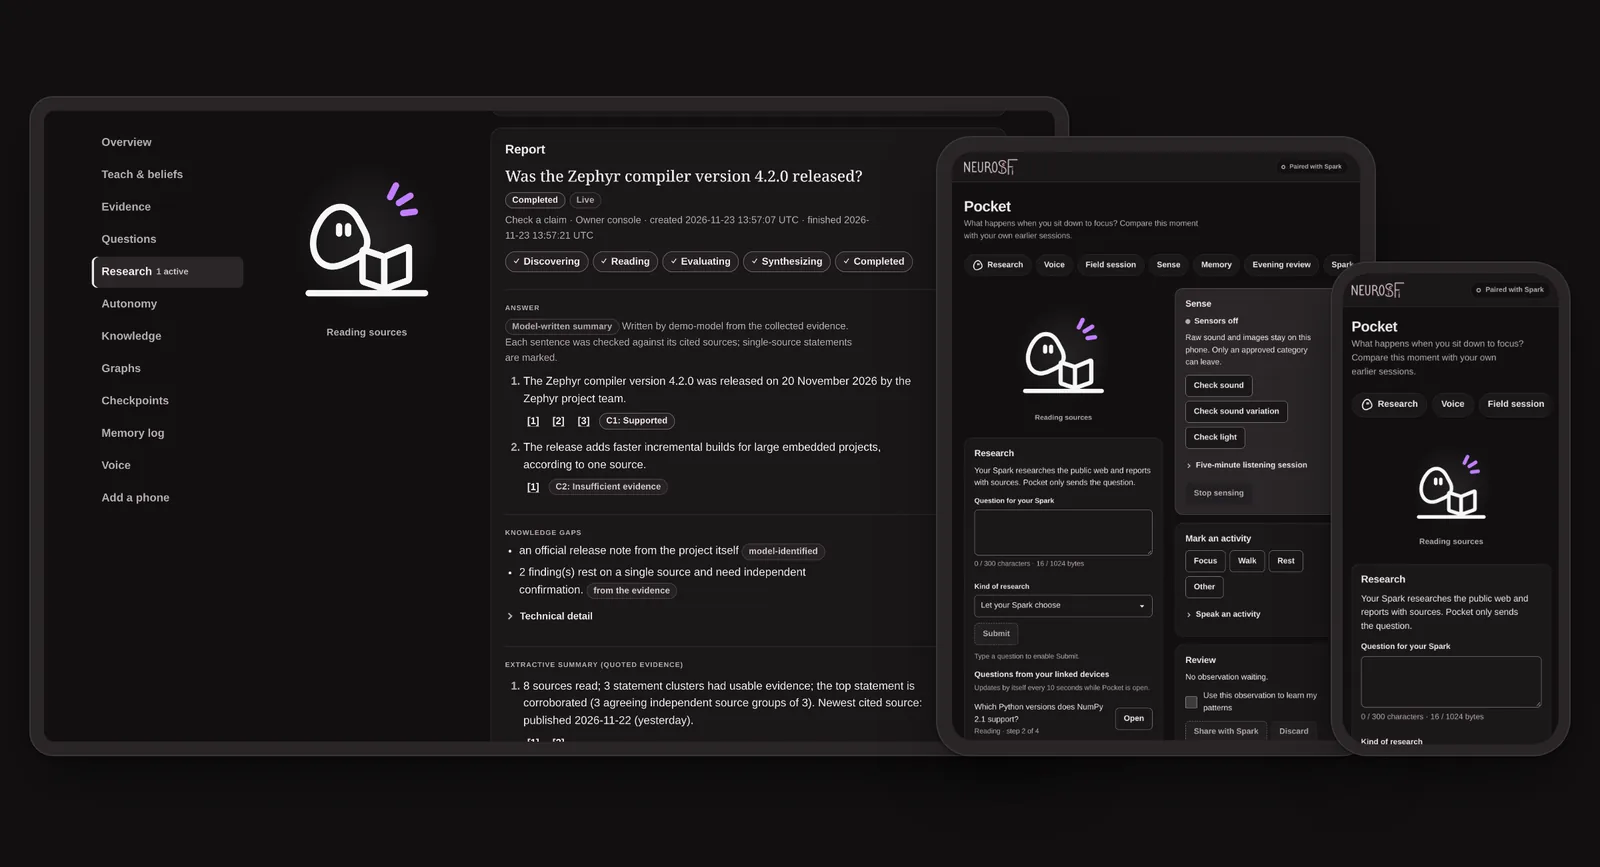 Overview
Teach & beliefs
Evidence
Questions
Research 1 active
Autonomy
Knowledge
Graphs
Checkpoints
Memory log
Voice
Add a phone
Reading sources
Report
Was the Zephyr compiler version 4.2.0 released?
Completed Live
Check a claim · Owner console · created 2026-11-23 13:57:07 UTC · finished 2026-
11-23 13:57:21 UTC
✓ Discovering ✓ Reading ✓ Evaluating ✓ Synthesizing ✓ Completed
ANSWER
Model-written summary Written by demo-model from the collected evidence.
Each sentence was checked against its cited sources; single-source statements
are marked.
1. The Zephyr compiler version 4.2.0 was released on 20 November 2026 by the
Zephyr project team.
[1] [2] [3] C1: Supported
2. The release adds faster incremental builds for large embedded projects,
according to one source.
[1] C2: Insufficient evidence
KNOWLEDGE GAPS
• an official release note from the project itself model-identified
• 2 finding(s) rest on a single source and need independent
confirmation. from the evidence
Technical detail
EXTRACTIVE SUMMARY (QUOTED EVIDENCE)
1. 8 sources read; 3 statement clusters had usable evidence; the top statement is
corroborated (3 agreeing independent source groups of 3). Newest cited source:
published 2026-11-22 (yesterday).
[1] [2]
NEUROSF
Paired with Spark
Pocket
What happens when you sit down to focus? Compare this moment
with your own earlier sessions.
Research Voice Field session Sense Memory Evening review Spark
Reading sources
Research
Your Spark researches the public web and reports
with sources. Pocket only sends the question.
Question for your Spark
0 / 300 characters · 16 / 1024 bytes
Kind of research
Let your Spark choose
Submit
Type a question to enable Submit.
Questions from your linked devices
Updates by itself every 10 seconds while Pocket is open.
Which Python versions does NumPy
2.1 support?
Open
Reading · step 2 of 4
Sense
Sensors off
Raw sound and images stay on this
phone. Only an approved category
can leave.
Check sound
Check sound variation
Check light
Five-minute listening session
Stop sensing
Mark an activity
Focus Walk Rest
Other
Speak an activity
Review
No observation waiting.
Use this observation to learn my
patterns
Share with Spark Discard
NEUROSF
Paired with Spark
Pocket
What happens when you sit down to focus?
Compare this moment with your own
earlier sessions.
Research Voice Field session
Reading sources
Research
Your Spark researches the public web and
reports with sources. Pocket only sends
the question.
Question for your Spark
0 / 300 characters · 16 / 1024 bytes
Kind of research